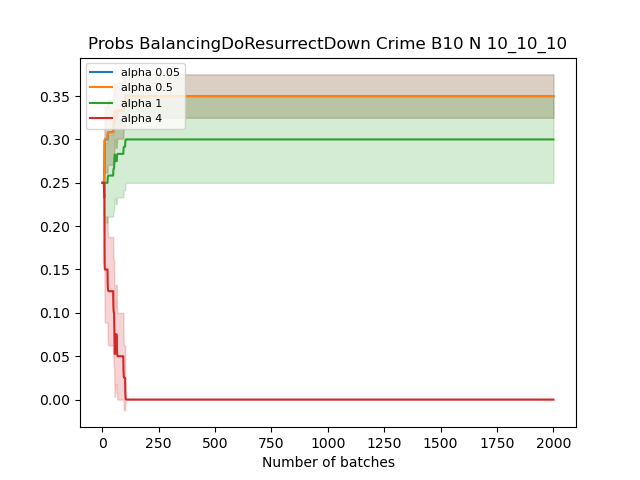 Probs BalancingDoResurrectDown Crime B10 N 10_10_10
alpha 0.05
alpha 0.5
alpha 1
alpha 4
0.35
0.30
0.25
0.20
0.15
0.10
0.05
0.00
0 250 500 750 1000 1250 1500 1750 2000
Number of batches